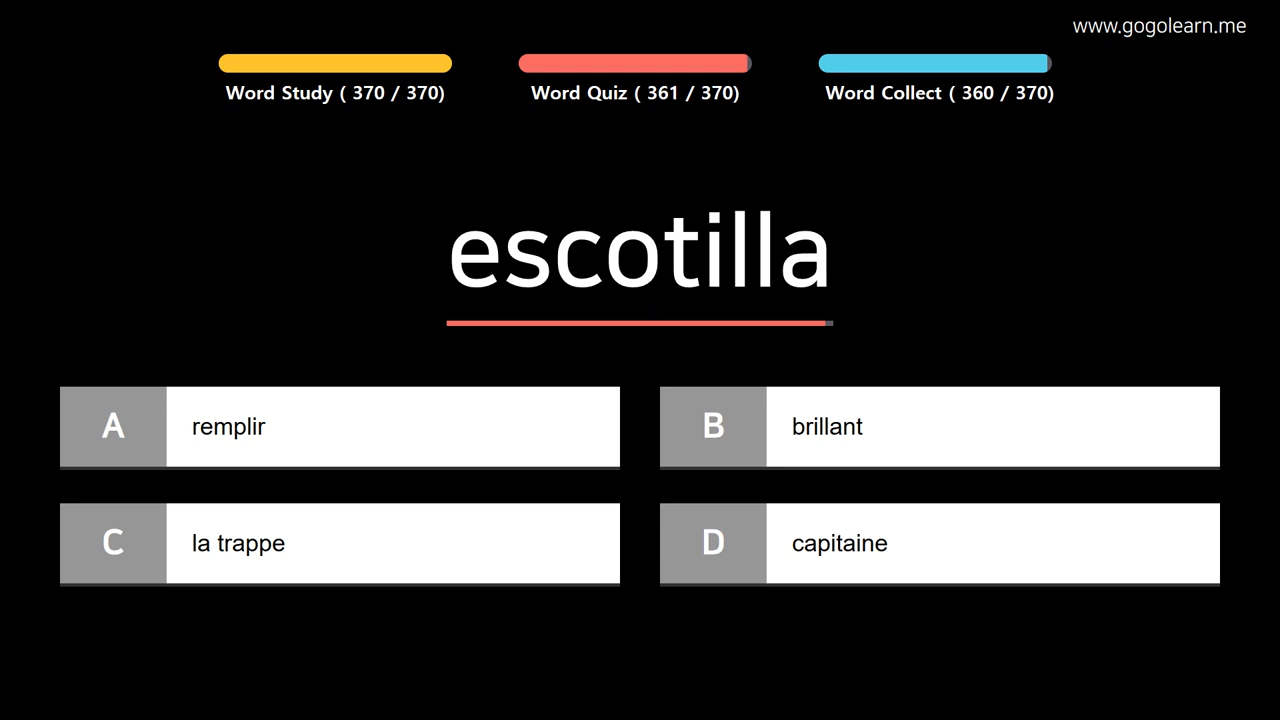 www.gogolearn.me
Word Study ( 370 / 370)
Word Quiz ( 361 / 370)
Word Collect ( 360 / 370)
escotilla
A
remplir
B
brillant
C
la trappe
D
capitaine